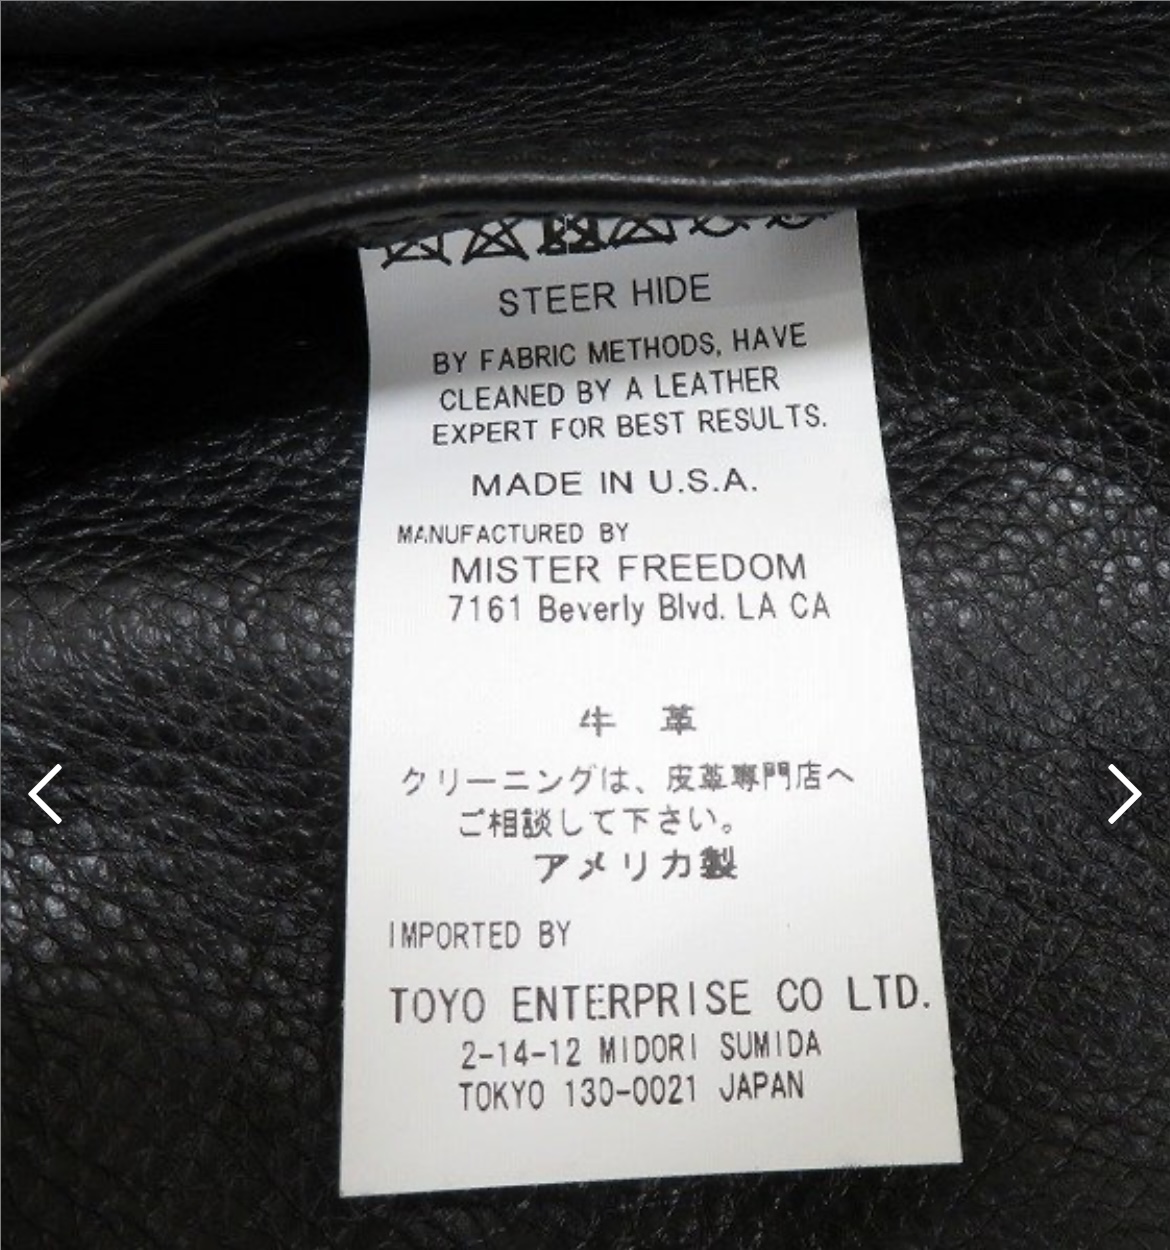 STEER HIDE
BY FABRIC METHODS, HAVE
CLEANED BY A LEATHER
EXPERT FOR BEST RESULTS.
MADE IN U.S.A.
MANUFACTURED BY
MISTER FREEDOM
7161 Beverly Blvd. LA CA
牛 革
クリーニングは、皮革専門店へ
ご相談して下さい。
アメリカ製
IMPORTED BY
TOYO ENTERPRISE CO LTD.
2-14-12 MIDORI SUMIDA
TOKYO 130-0021 JAPAN